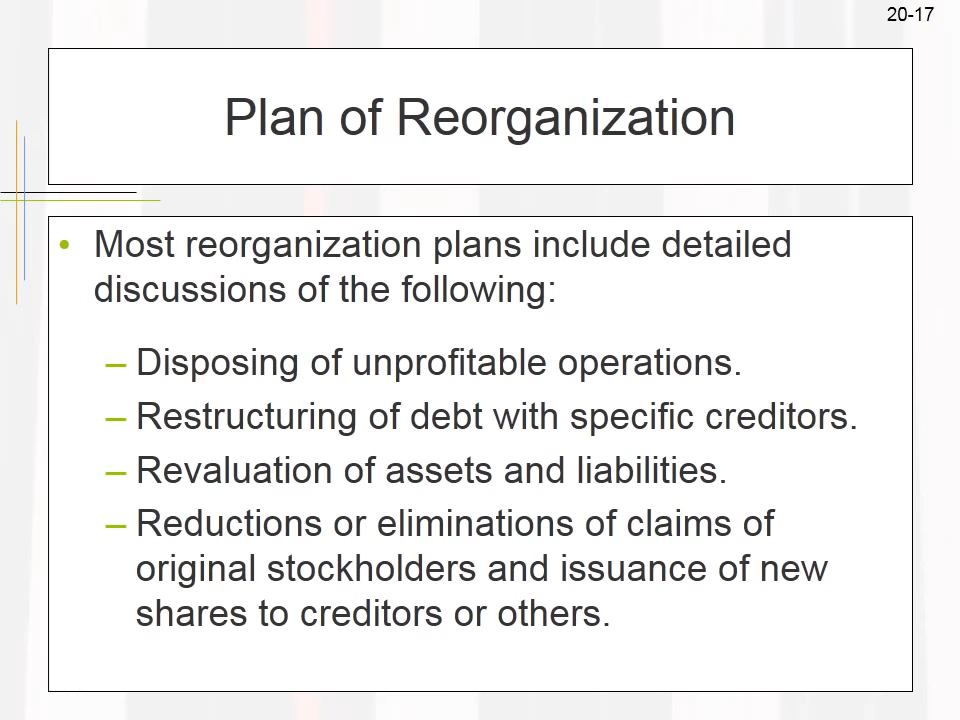 20-17
Plan of Reorganization
• Most reorganization plans include detailed
discussions of the following:
– Disposing of unprofitable operations.
– Restructuring of debt with specific creditors.
– Revaluation of assets and liabilities.
– Reductions or eliminations of claims of
original stockholders and issuance of new
shares to creditors or others.